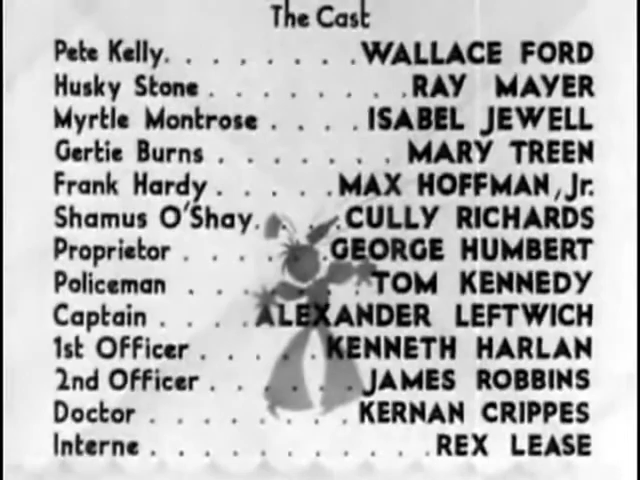 The Cast
Pete Kelly. . . . . . . . . WALLACE FORD
Husky Stone . . . . . . . . RAY MAYER
Myrtle Montrose . . . . ISABEL JEWELL
Gertie Burns . . . . . . . MARY TREEN
Frank Hardy . . . . . MAX HOFFMAN, Jr.
Shamus O'Shay. . . . CULLY RICHARDS
Proprietor . . . . . GEORGE HUMBERT
Policeman . . . . . . TOM KENNEDY
Captain . . . . ALEXANDER LEFTWICH
1st Officer . . . . . KENNETH HARLAN
2nd Officer . . . . . . JAMES ROBBINS
Doctor . . . . . . . . KERNAN CRIPPES
Interne . . . . . . . . . . . REX LEASE